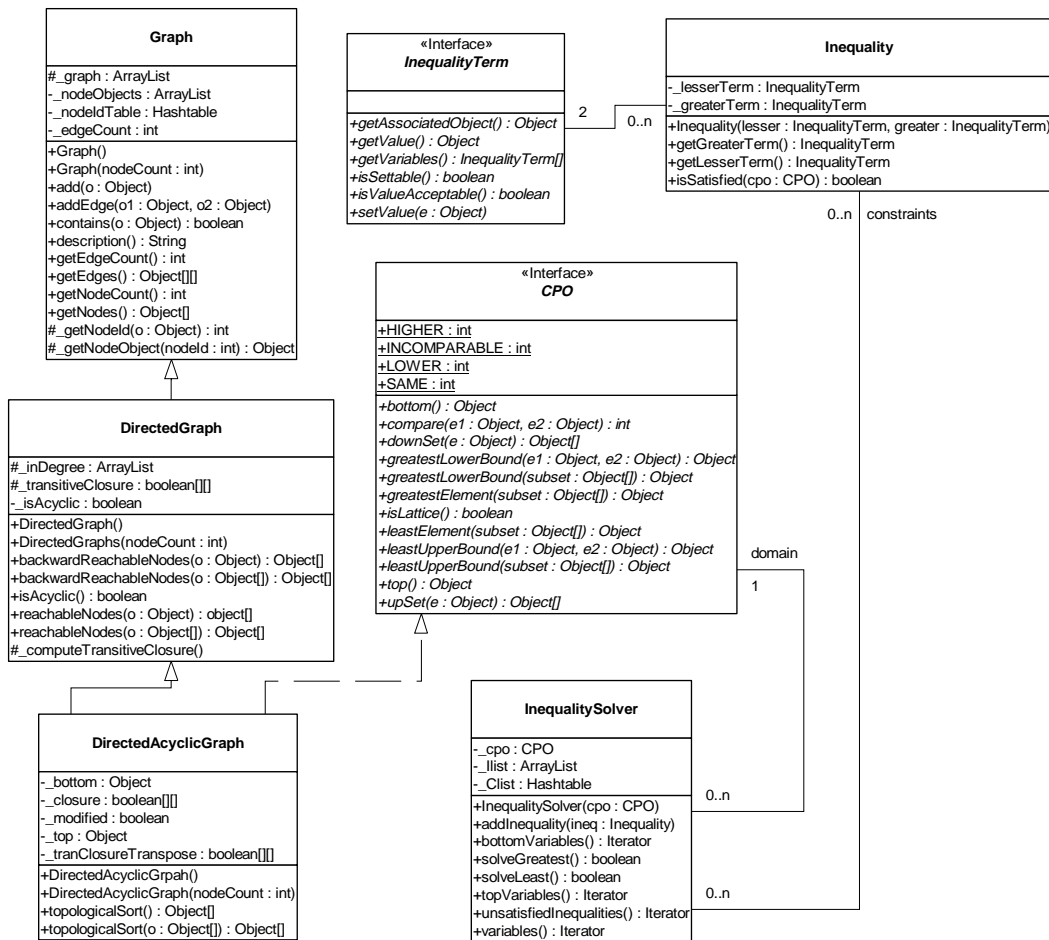 Graph
#_graph : ArrayList
-_nodeObjects : ArrayList
-_nodeIdTable : Hashtable
-_edgeCount : int
+Graph()
+Graph(nodeCount : int)
+add(o : Object)
+addEdge(o1 : Object, o2 : Object)
+contains(o : Object) : boolean
+description() : String
+getEdgeCount() : int
+getEdges() : Object[][]
+getNodeCount() : int
+getNodes() : Object[]
#_getNodeId(o : Object) : int
#_getNodeObject(nodeId : int) : Object
«Interface»
InequalityTerm
+getAssociatedObject() : Object
+getValue() : Object
+getVariables() : InequalityTerm[]
+isSettable() : boolean
+isValueAcceptable() : boolean
+setValue(e : Object)
2
0..n
Inequality
-_lesserTerm : InequalityTerm
-_greaterTerm : InequalityTerm
+Inequality(lesser : InequalityTerm, greater : InequalityTerm)
+getGreaterTerm() : InequalityTerm
+getLesserTerm() : InequalityTerm
+isSatisfied(cpo : CPO) : boolean
0..n constraints
«Interface»
CPO
+HIGHER : int
+INCOMPARABLE : int
+LOWER : int
+SAME : int
+bottom() : Object
+compare(e1 : Object, e2 : Object) : int
+downSet(e : Object) : Object[]
+greatestLowerBound(e1 : Object, e2 : Object) : Object
+greatestLowerBound(subset : Object[]) : Object
+greatestElement(subset : Object[]) : Object
+isLattice() : boolean
+leastElement(subset : Object[]) : Object
+leastUpperBound(e1 : Object, e2 : Object) : Object
+leastUpperBound(subset : Object[]) : Object
+top() : Object
+upSet(e : Object) : Object[]
domain
1
DirectedGraph
#_inDegree : ArrayList
#_transitiveClosure : boolean[][]
-_isAcyclic : boolean
+DirectedGraph()
+DirectedGraphs(nodeCount : int)
+backwardReachableNodes(o : Object) : Object[]
+backwardReachableNodes(o : Object[]) : Object[]
+isAcyclic() : boolean
+reachableNodes(o : Object) : object[]
+reachableNodes(o : Object[]) : Object[]
#_computeTransitiveClosure()
DirectedAcyclicGraph
-_bottom : Object
-_closure : boolean[][]
-_modified : boolean
-_top : Object
-_tranClosureTranspose : boolean[][]
+DirectedAcyclicGrpah()
+DirectedAcyclicGraph(nodeCount : int)
+topologicalSort() : Object[]
+topologicalSort(o : Object[]) : Object[]
InequalitySolver
-_cpo : CPO
-_Ilist : ArrayList
-_Clist : Hashtable
+InequalitySolver(cpo : CPO)
+addInequality(ineq : Inequality)
+bottomVariables() : Iterator
+solveGreatest() : boolean
+solveLeast() : boolean
+topVariables() : Iterator
+unsatisfiedInequalities() : Iterator
+variables() : Iterator
0..n
0..n